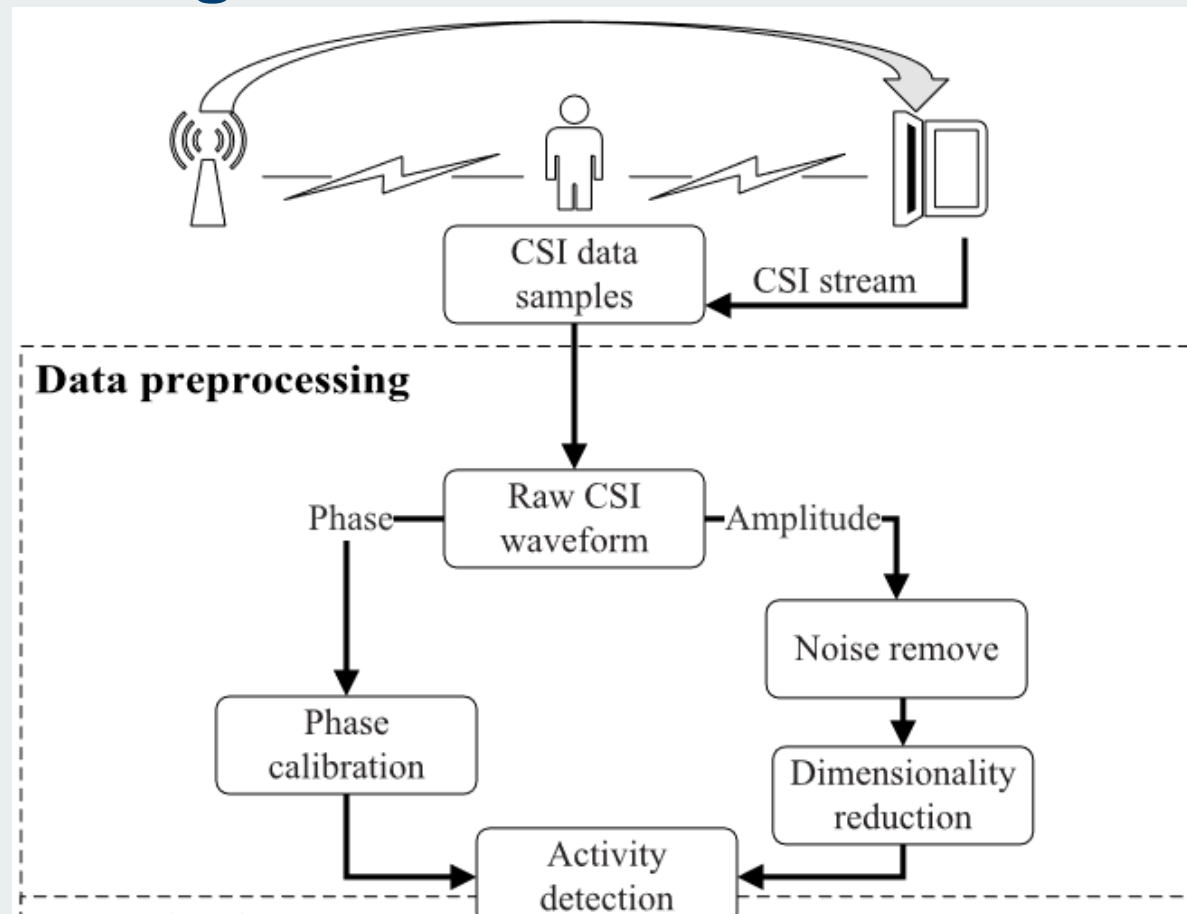 CSI data
samples
CSI stream
Data preprocessing
Phase
Raw CSI
waveform
Amplitude
Noise remove
Phase
calibration
Dimensionality
reduction
Activity
detection